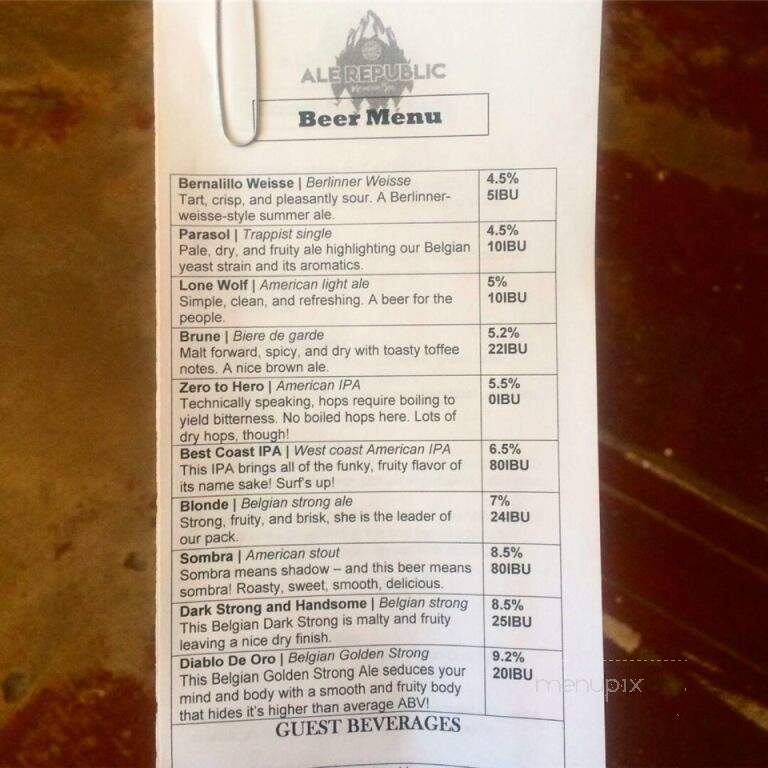 ALE REPUBLIC
Beer Menu
Bernalillo Weisse | Berlinner Weisse
Tart, crisp, and pleasantly sour. A Berlinner-
weisse-style summer ale.
4.5%
5IBU
Parasol | Trappist single
Pale, dry, and fruity ale highlighting our Belgian
yeast strain and its aromatics.
4.5%
10IBU
Lone Wolf | American light ale
Simple, clean, and refreshing. A beer for the
people.
5%
10IBU
Brune | Biere de garde
Malt forward, spicy, and dry with toasty toffee
notes. A nice brown ale.
5.2%
22IBU
Zero to Hero | American IPA
Technically speaking, hops require boiling to
yield bitterness. No boiled hops here. Lots of
dry hops, though!
5.5%
0IBU
Best Coast IPA | West coast American IPA
This IPA brings all of the funky, fruity flavor of
its name sake! Surf's up!
6.5%
80IBU
Blonde | Belgian strong ale
Strong, fruity, and brisk, she is the leader of
our pack.
7%
24IBU
Sombra | American stout
Sombra means shadow – and this beer means
sombra! Roasty, sweet, smooth, delicious.
8.5%
80IBU
Dark Strong and Handsome | Belgian strong
This Belgian Dark Strong is malty and fruity
leaving a nice dry finish.
8.5%
25IBU
Diablo De Oro | Belgian Golden Strong
This Belgian Golden Strong Ale seduces your
mind and body with a smooth and fruity body
that hides it's higher than average ABV!
9.2%
20IBU
GUEST BEVERAGES
menupix